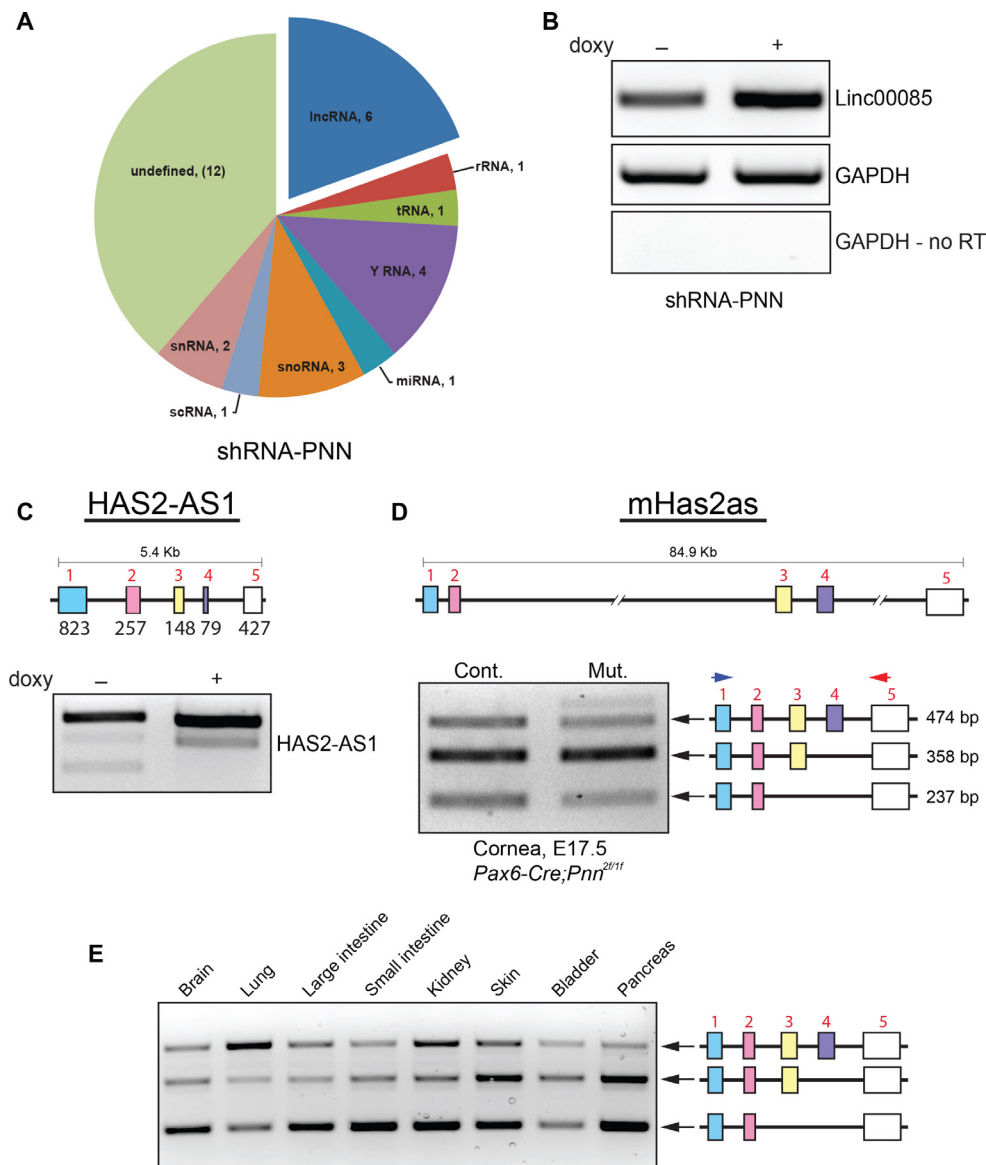 A
lncRNA, 6
undefined, (12)
rRNA, 1
tRNA, 1
Y RNA, 4
snRNA, 2
snoRNA, 3
miRNA, 1
scRNA, 1
shRNA-PNN
B
doxy – +
Linc00085
GAPDH
GAPDH - no RT
shRNA-PNN
C
HAS2-AS1
5.4 Kb
1 2 3 4 5
823 257 148 79 427
doxy – +
HAS2-AS1
D
mHas2as
84.9 Kb
1 2 3 4 5
Cont. Mut.
1 2 3 4 5
474 bp
358 bp
237 bp
Cornea, E17.5
Pax6-Cre;Pnn2f/1f
E
Brain
Lung
Large intestine
Small intestine
Kidney
Skin
Bladder
Pancreas
1 2 3 4 5